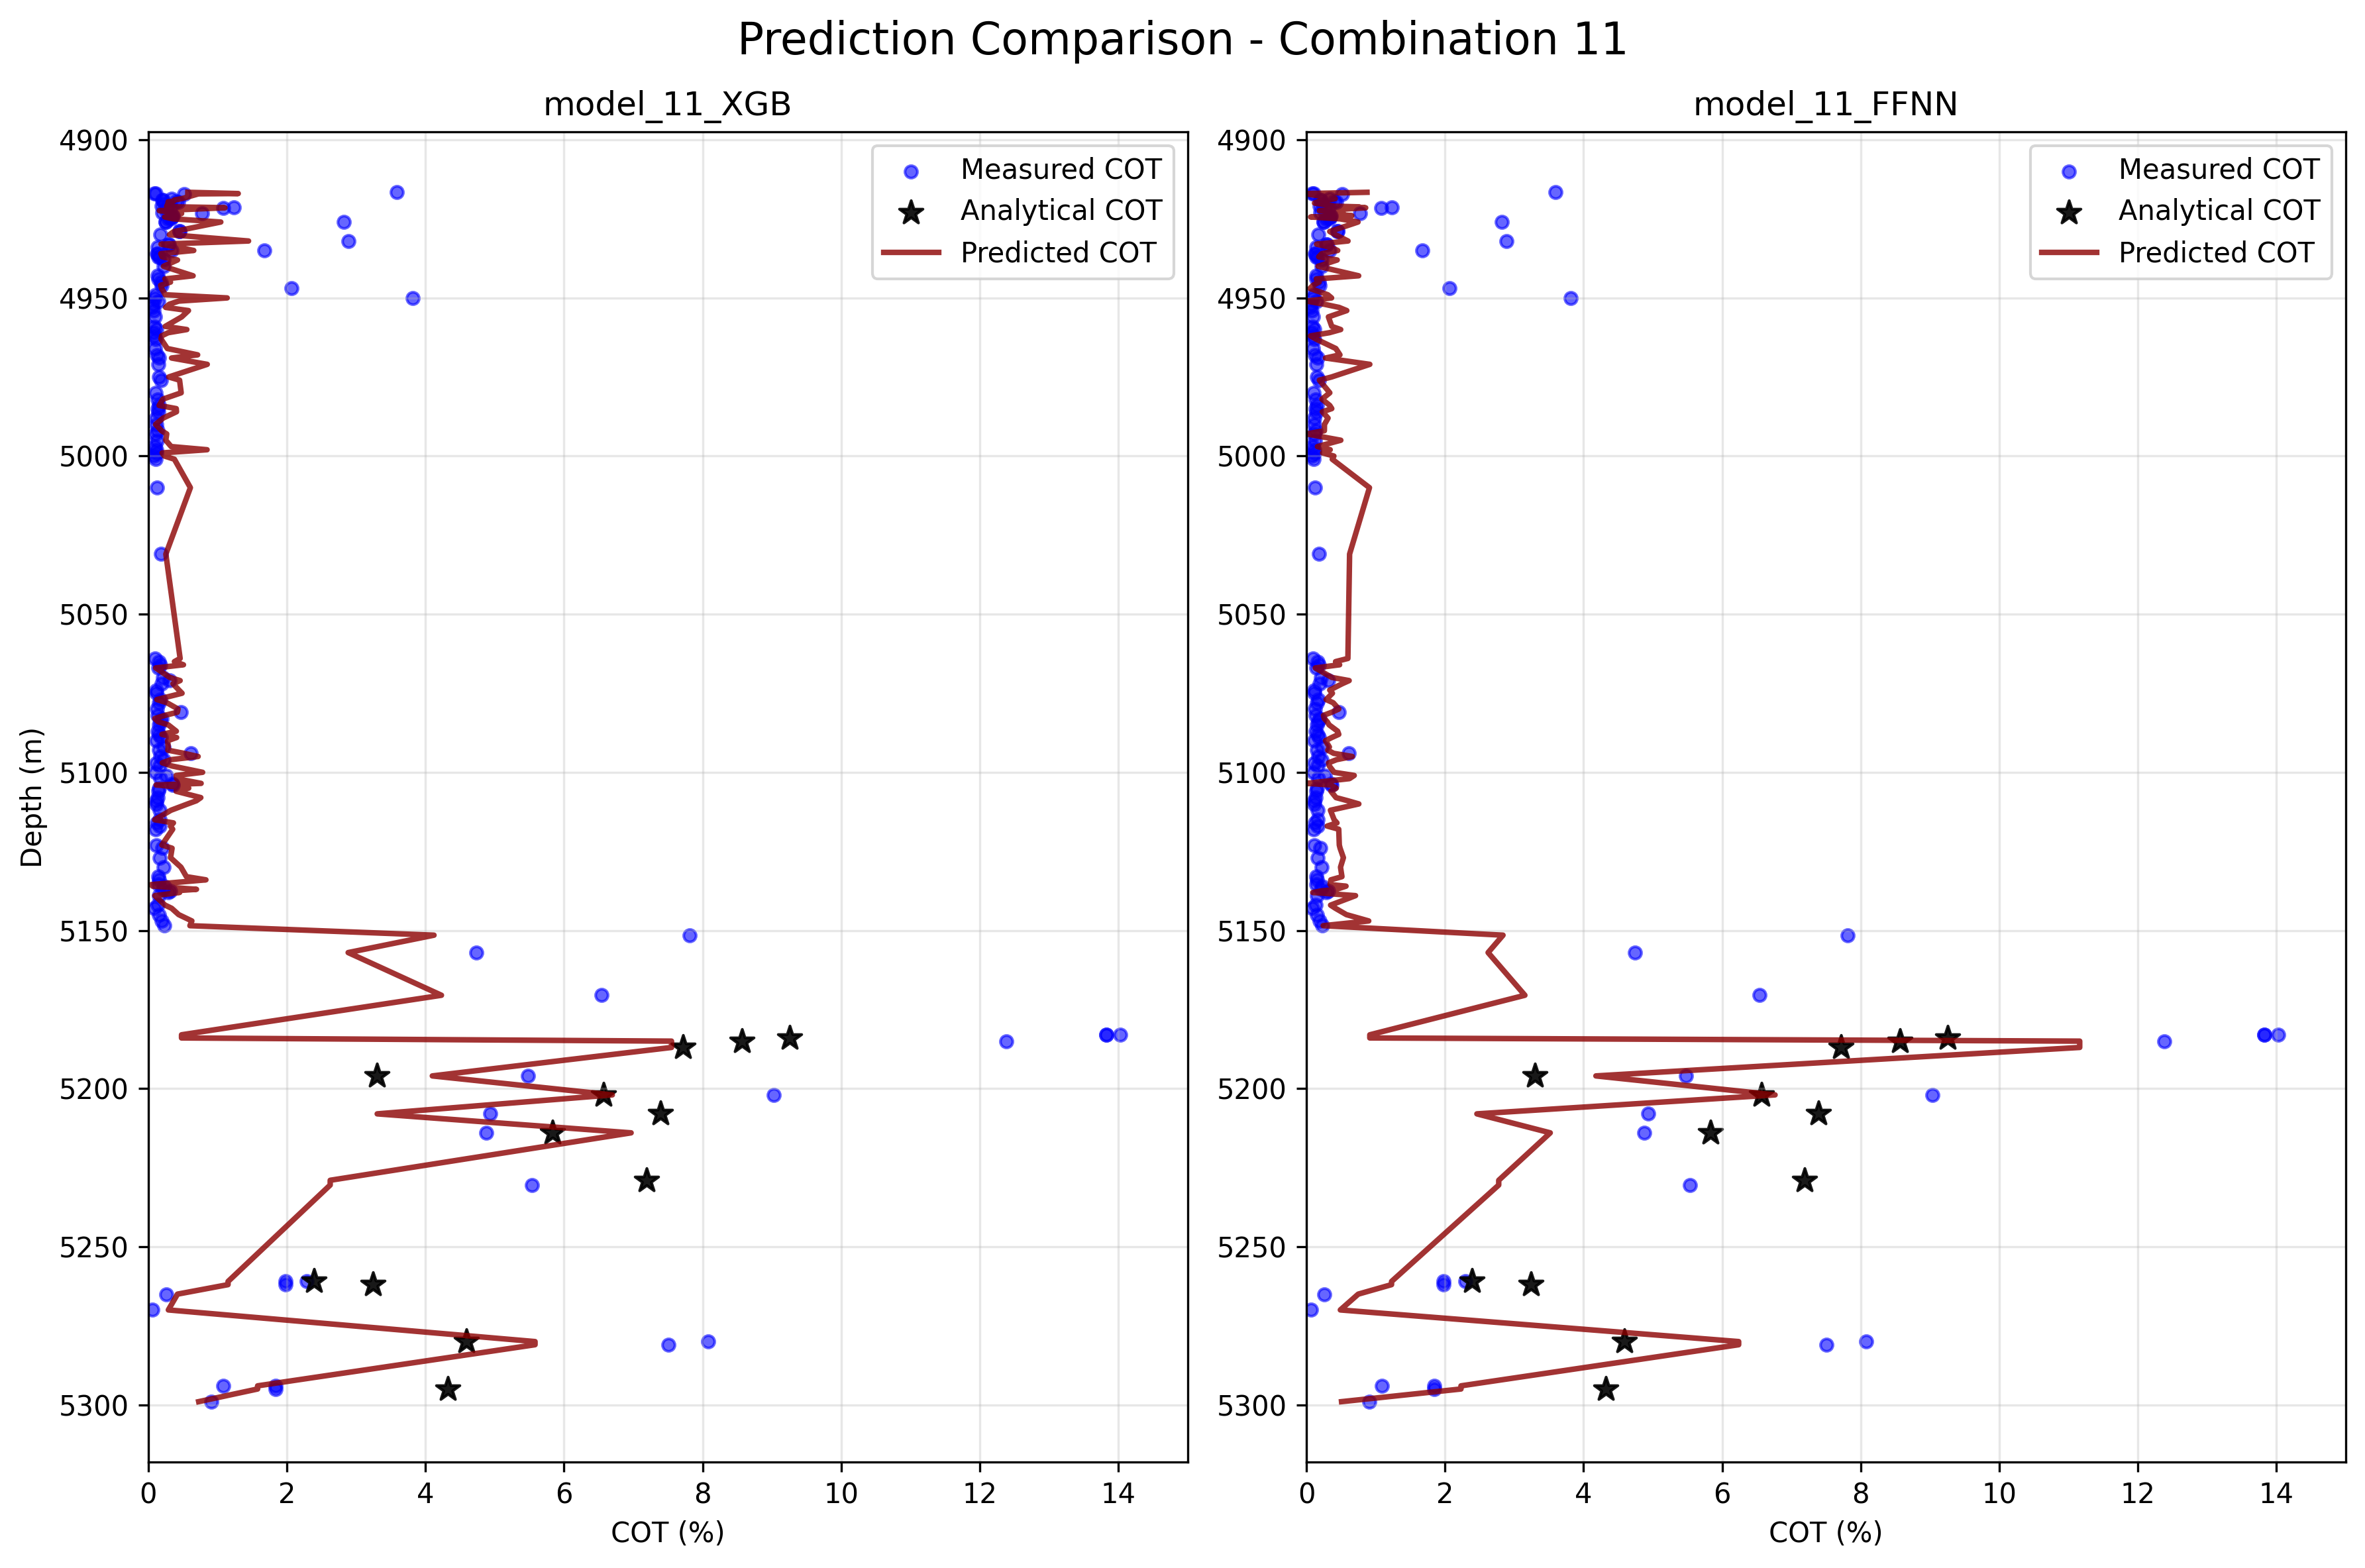 Prediction Comparison - Combination 11
model_11_XGB
Measured COT
Analytical COT
Predicted COT
4900
4950
5000
5050
5100
5150
5200
5250
5300
Depth (m)
0 2 4 6 8 10 12 14
COT (%)
model_11_FFNN
Measured COT
Analytical COT
Predicted COT
4900
4950
5000
5050
5100
5150
5200
5250
5300
0 2 4 6 8 10 12 14
COT (%)